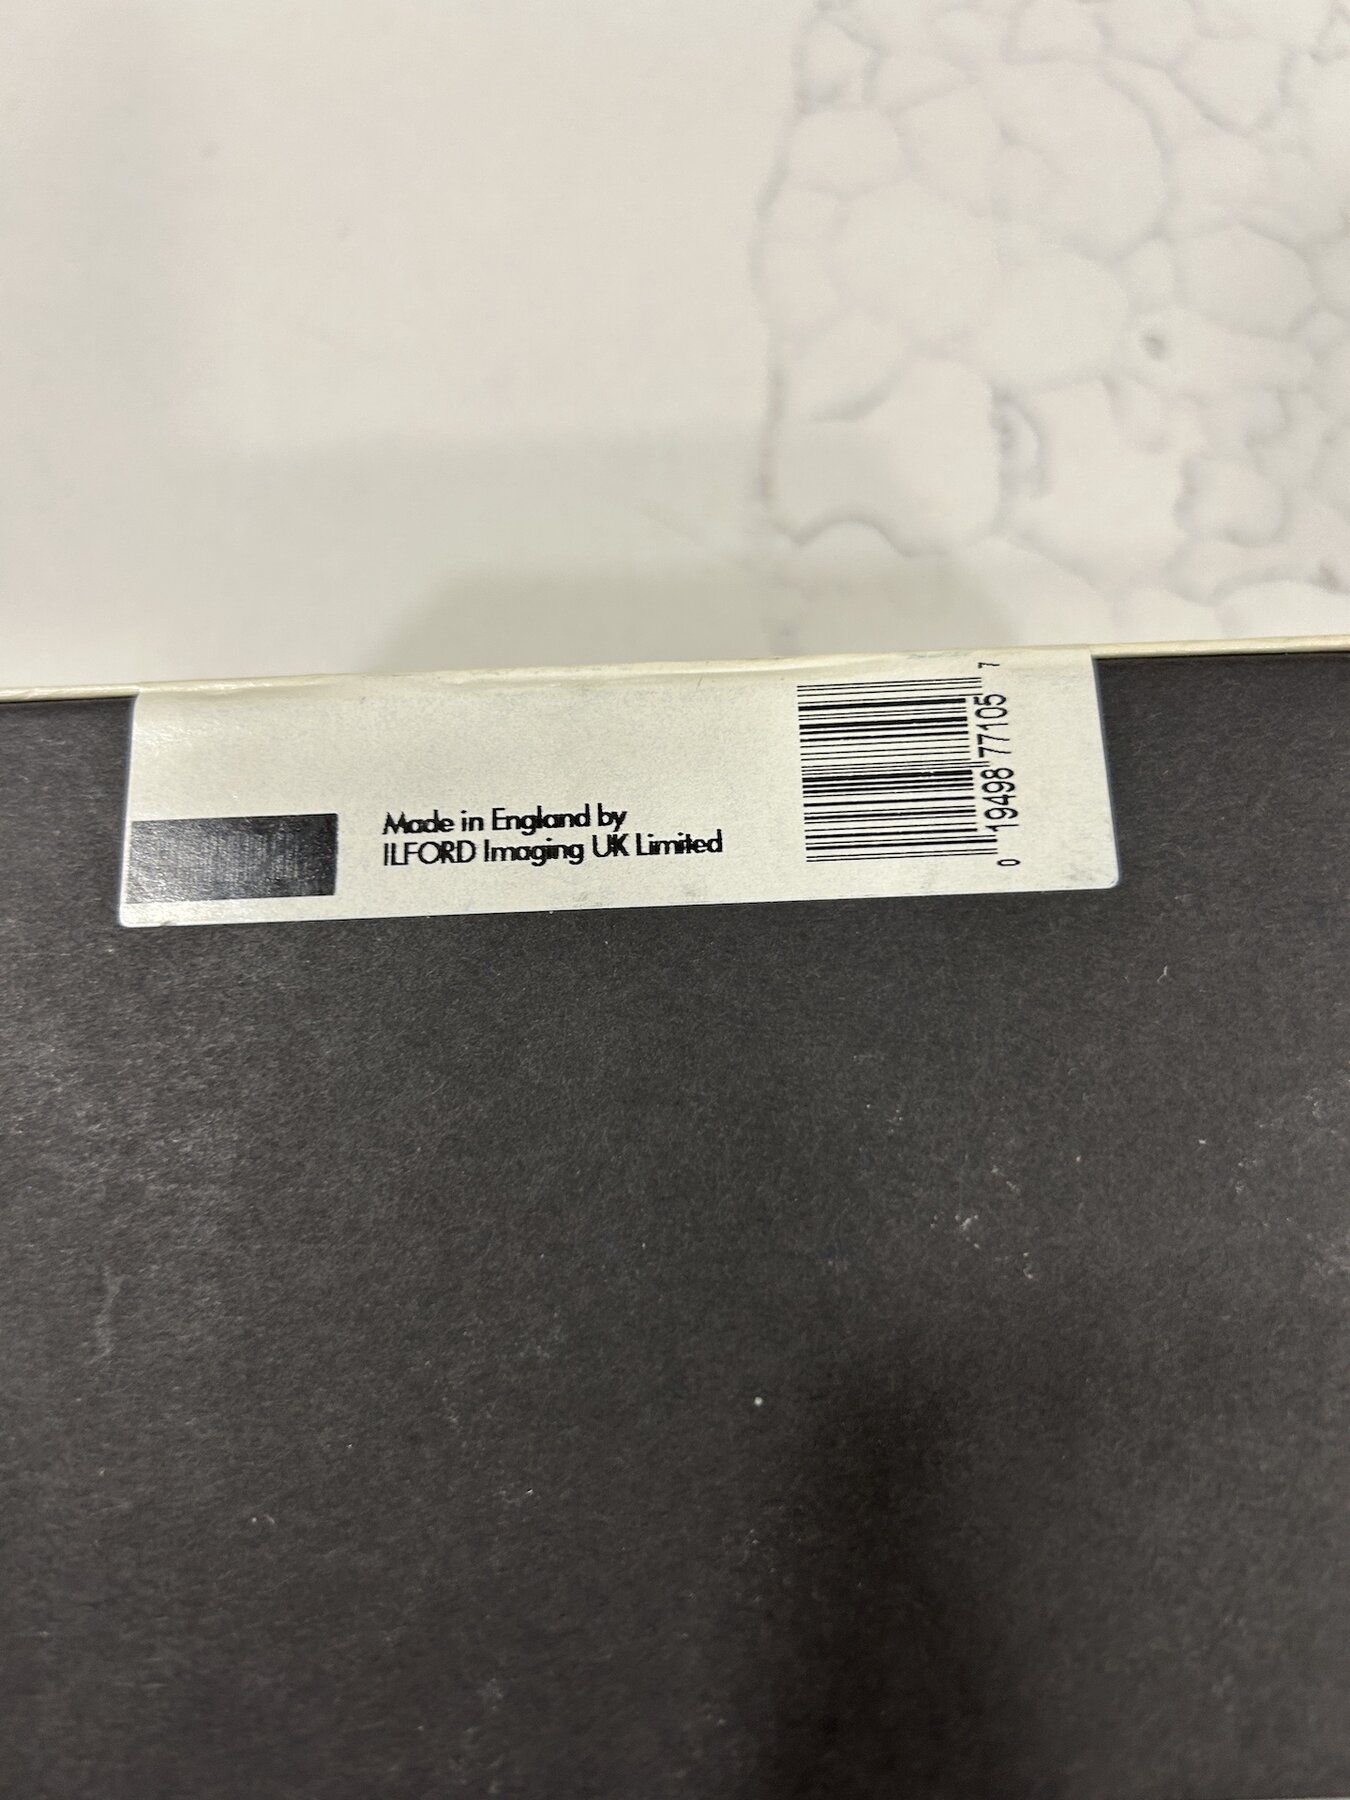 Made in England by
ILFORD Imaging UK Limited
0 19498 77105 7